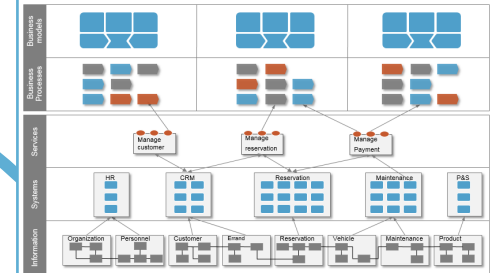 Business
models
Business
Processes
Services
Manage
customer
Manage
reservation
Manage
Payment
Systems
HR
CRM
Reservation
Maintenance
P&S
Information
Organization
Personnel
Customer
Errand
Reservation
Vehicle
Maintenance
Product